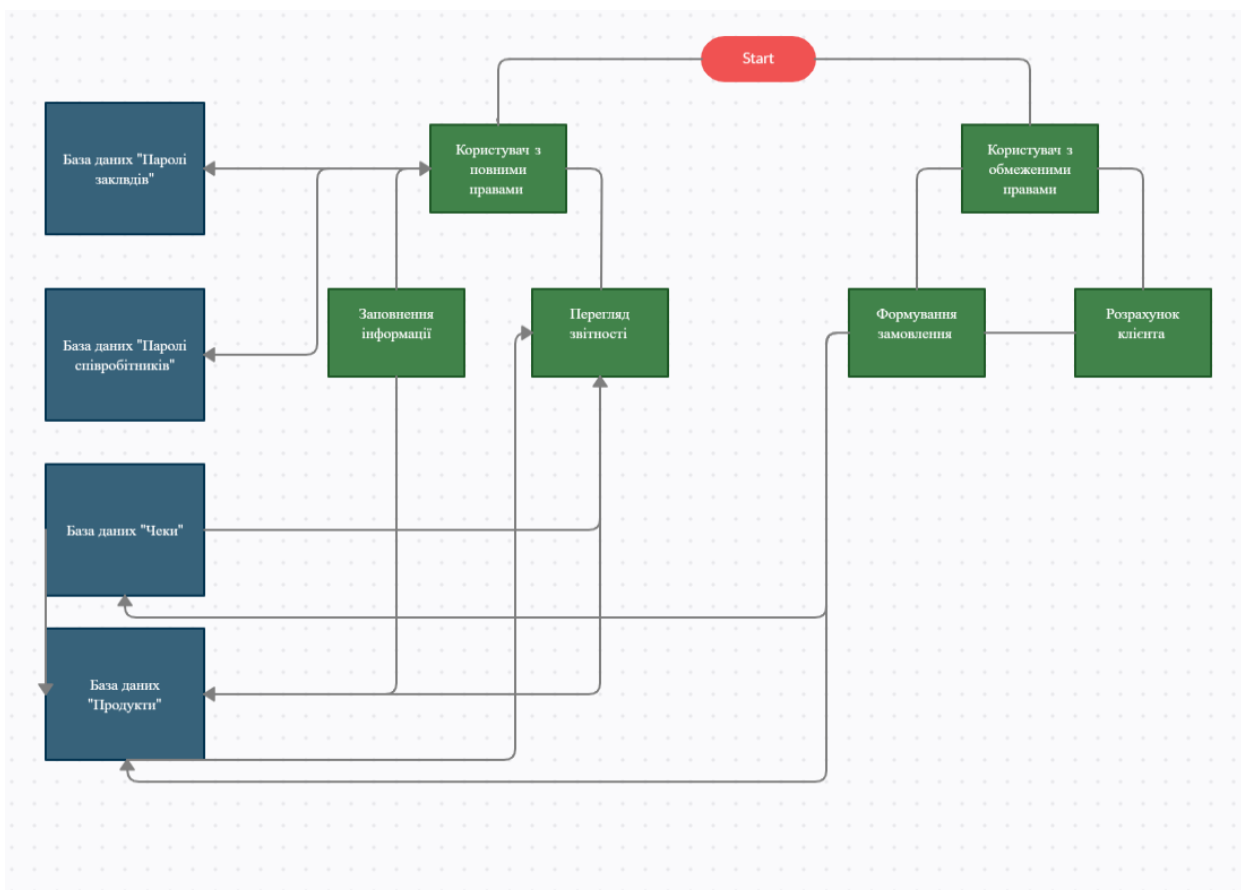 Start
Користувач з
повними
правами
Користувач з
обмеженими
правами
База даних "Паролі
заклвдів"
База даних "Паролі
співробітників"
Заповнення
інформації
Перегляд
звітності
Формування
замовлення
Розрахунок
клієнта
База даних "Чеки"
База даних
"Продукти"